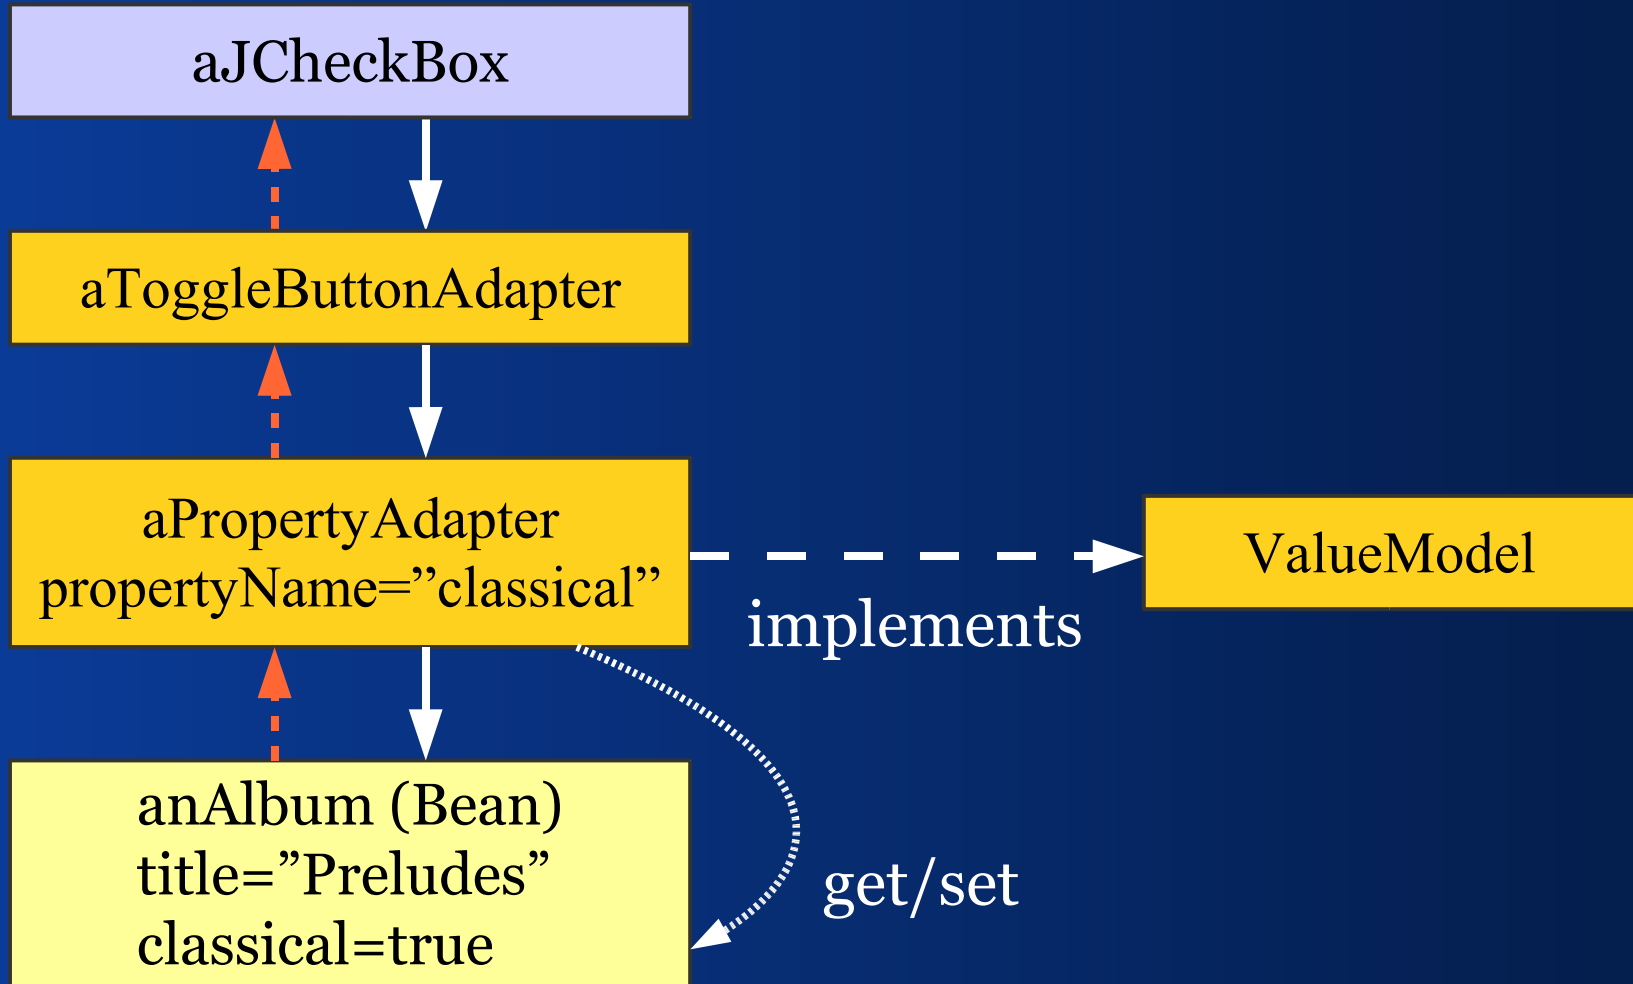 aJCheckBox
aToggleButtonAdapter
aPropertyAdapter
propertyName=”classical”
ValueModel
implements
anAlbum (Bean)
title=”Preludes”
classical=true
get/set